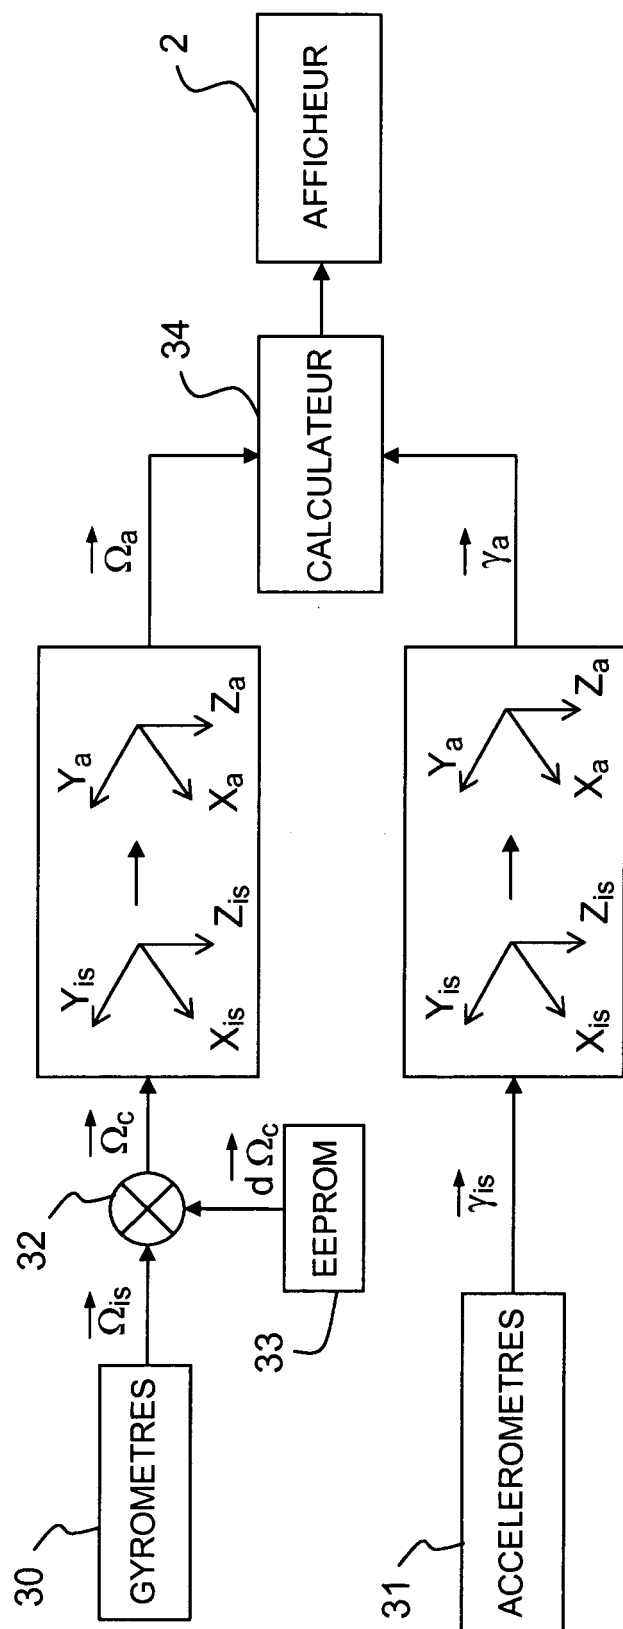 30
GYROMETRES
Ωis
32
Ωc
dΩc
EEPROM
33
Yis
Xis
Zis
Ya
Xa
Za
Ωa
34
CALCULATEUR
2
AFFICHEUR
31
ACCELEROMETRES
γis
Yis
Xis
Zis
Ya
Xa
Za
γa